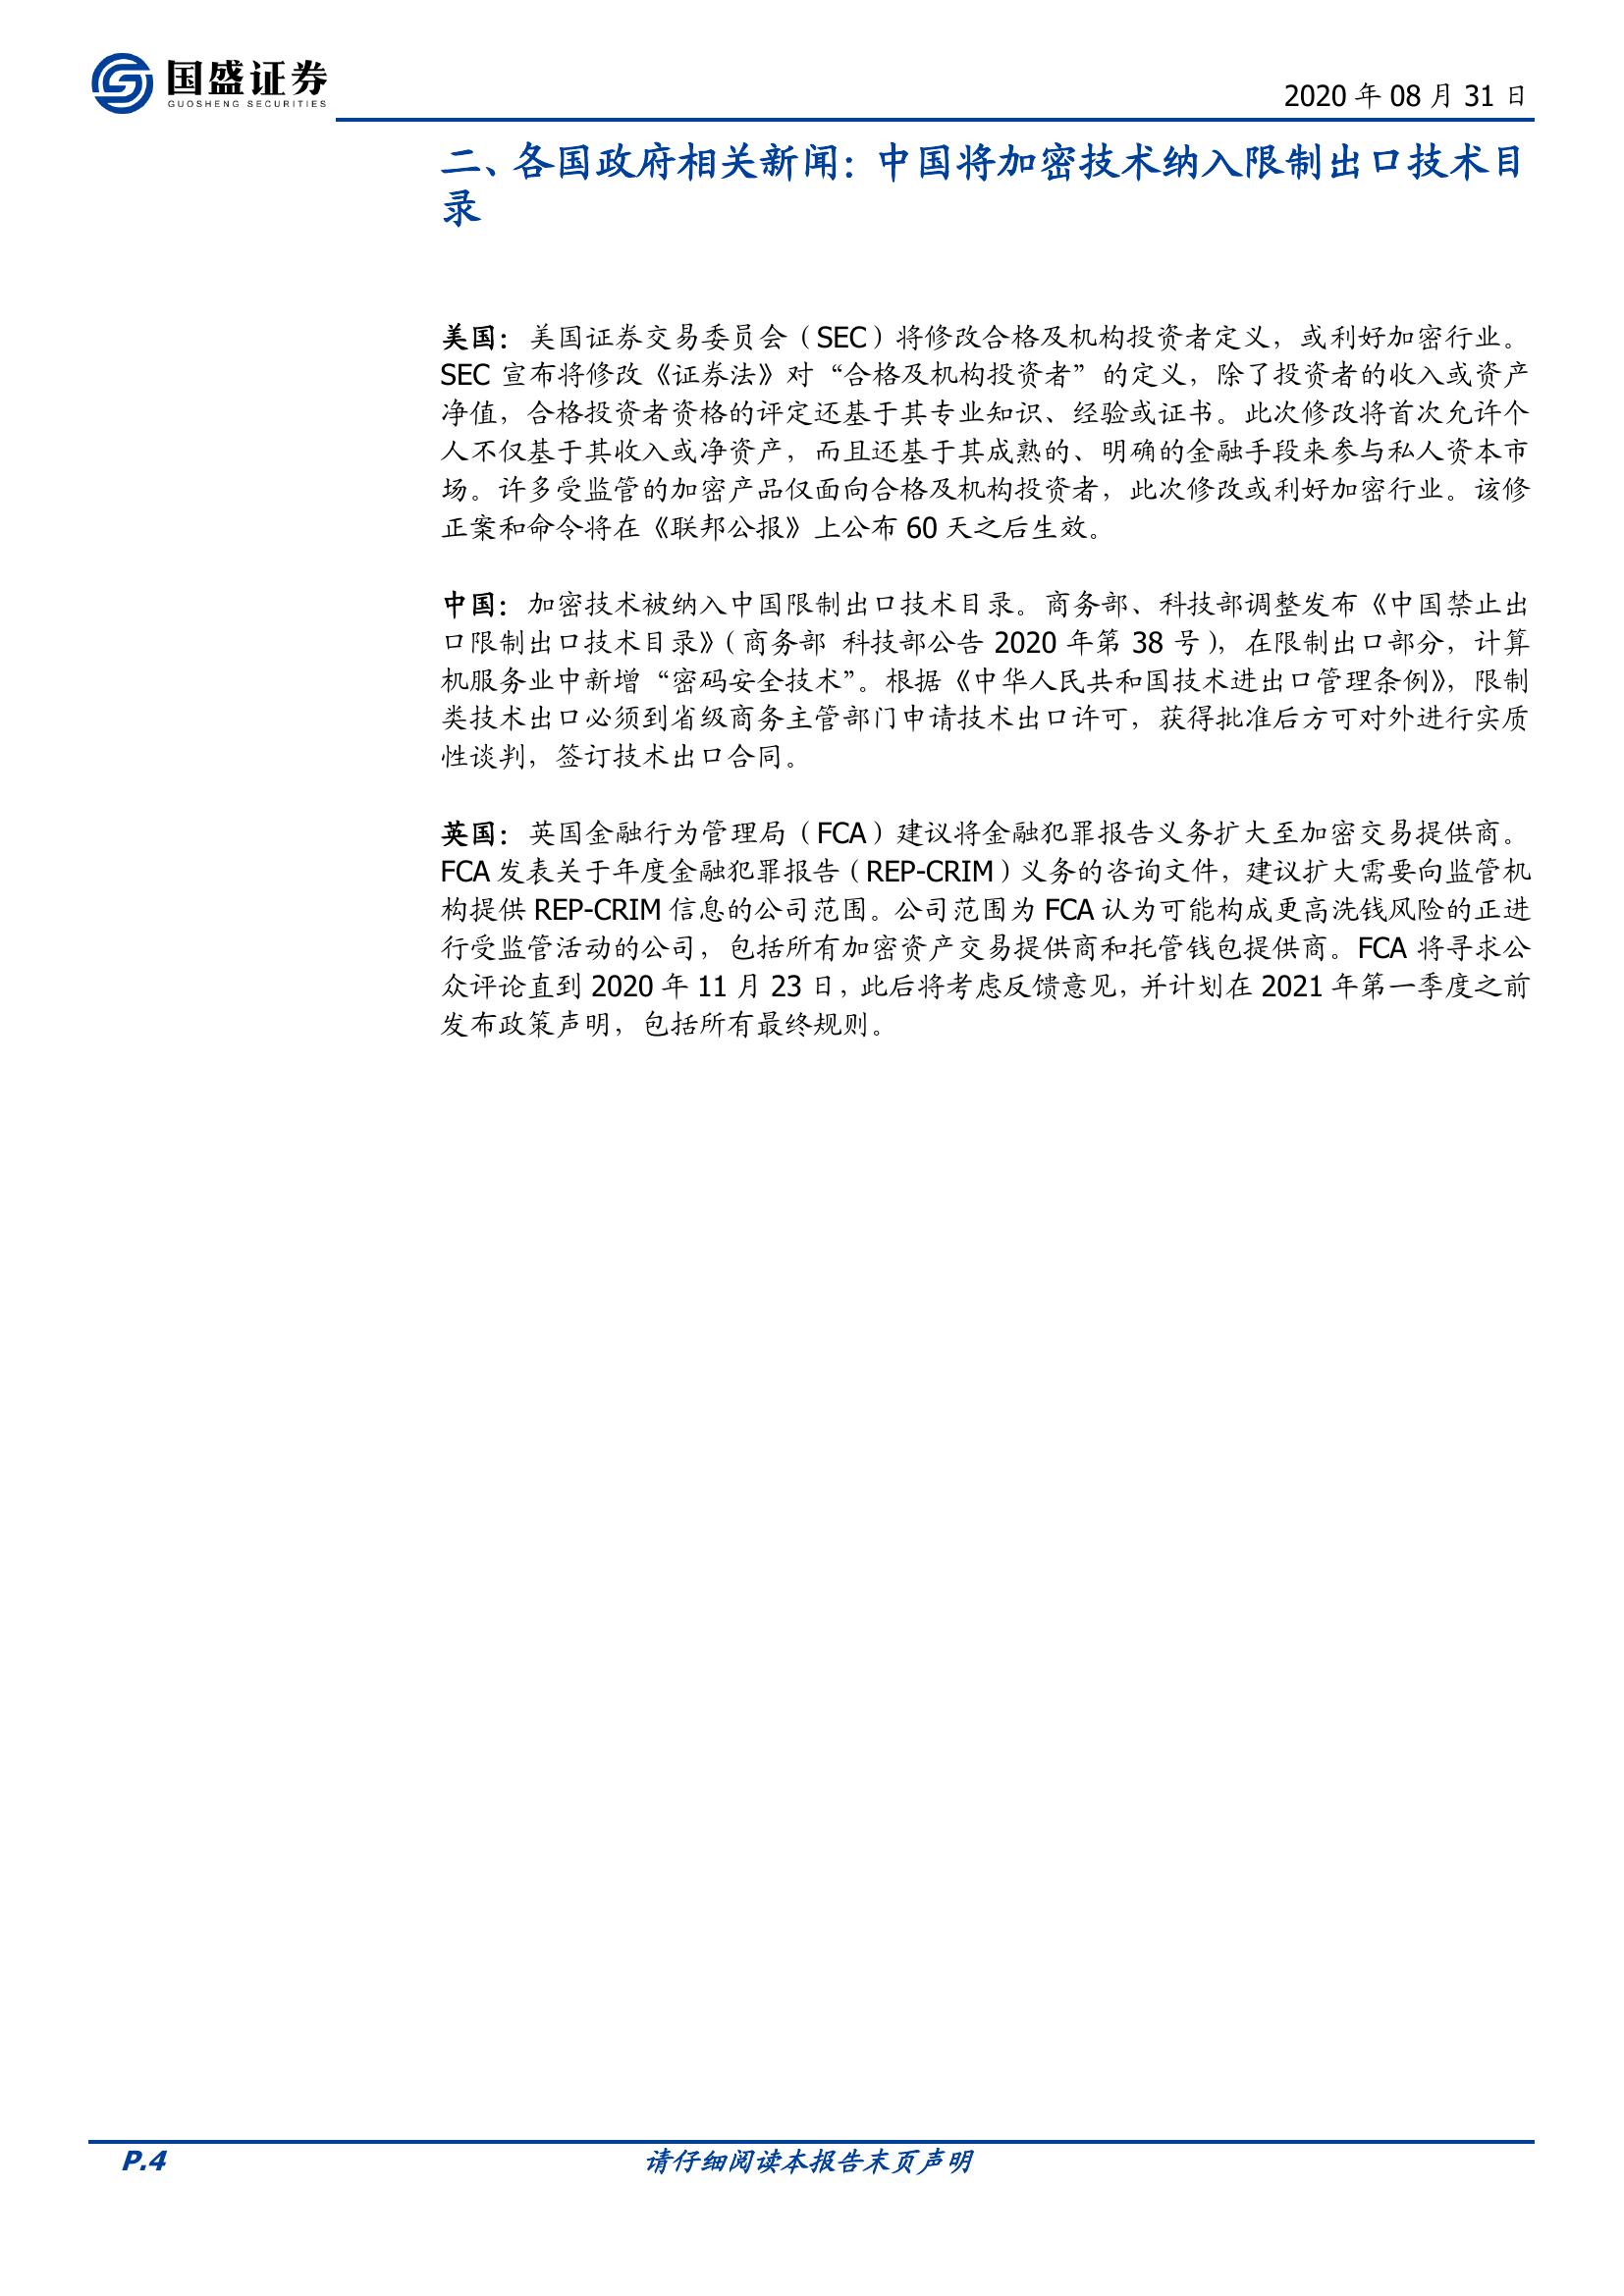 国盛证券
GUOSHENG SECURITIES
2020 年 08 月 31 日
二、各国政府相关新闻：中国将加密技术纳入限制出口技术目
录
美国：美国证券交易委员会（SEC）将修改合格及机构投资者定义，或利好加密行业。
SEC 宣布将修改《证券法》对“合格及机构投资者”的定义，除了投资者的收入或资产
净值，合格投资者资格的评定还基于其专业知识、经验或证书。此次修改将首次允许个
人不仅基于其收入或净资产，而且还基于其成熟的、明确的金融手段来参与私人资本市
场。许多受监管的加密产品仅面向合格及机构投资者，此次修改或利好加密行业。该修
正案和命令将在《联邦公报》上公布 60 天之后生效。
中国：加密技术被纳入中国限制出口技术目录。商务部、科技部调整发布《中国禁止出
口限制出口技术目录》（商务部 科技部公告 2020 年第 38 号），在限制出口部分，计算
机服务业中新增“密码安全技术”。根据《中华人民共和国技术进出口管理条例》，限制
类技术出口必须到省级商务主管部门申请技术出口许可，获得批准后方可对外进行实质
性谈判，签订技术出口合同。
英国：英国金融行为管理局（FCA）建议将金融犯罪报告义务扩大至加密交易提供商。
FCA 发表关于年度金融犯罪报告（REP-CRIM）义务的咨询文件，建议扩大需要向监管机
构提供 REP-CRIM 信息的公司范围。公司范围为 FCA 认为可能构成更高洗钱风险的正进
行受监管活动的公司，包括所有加密资产交易提供商和托管钱包提供商。FCA 将寻求公
众评论直到 2020 年 11 月 23 日，此后将考虑反馈意见，并计划在 2021 年第一季度之前
发布政策声明，包括所有最终规则。
P.4
请仔细阅读本报告末页声明